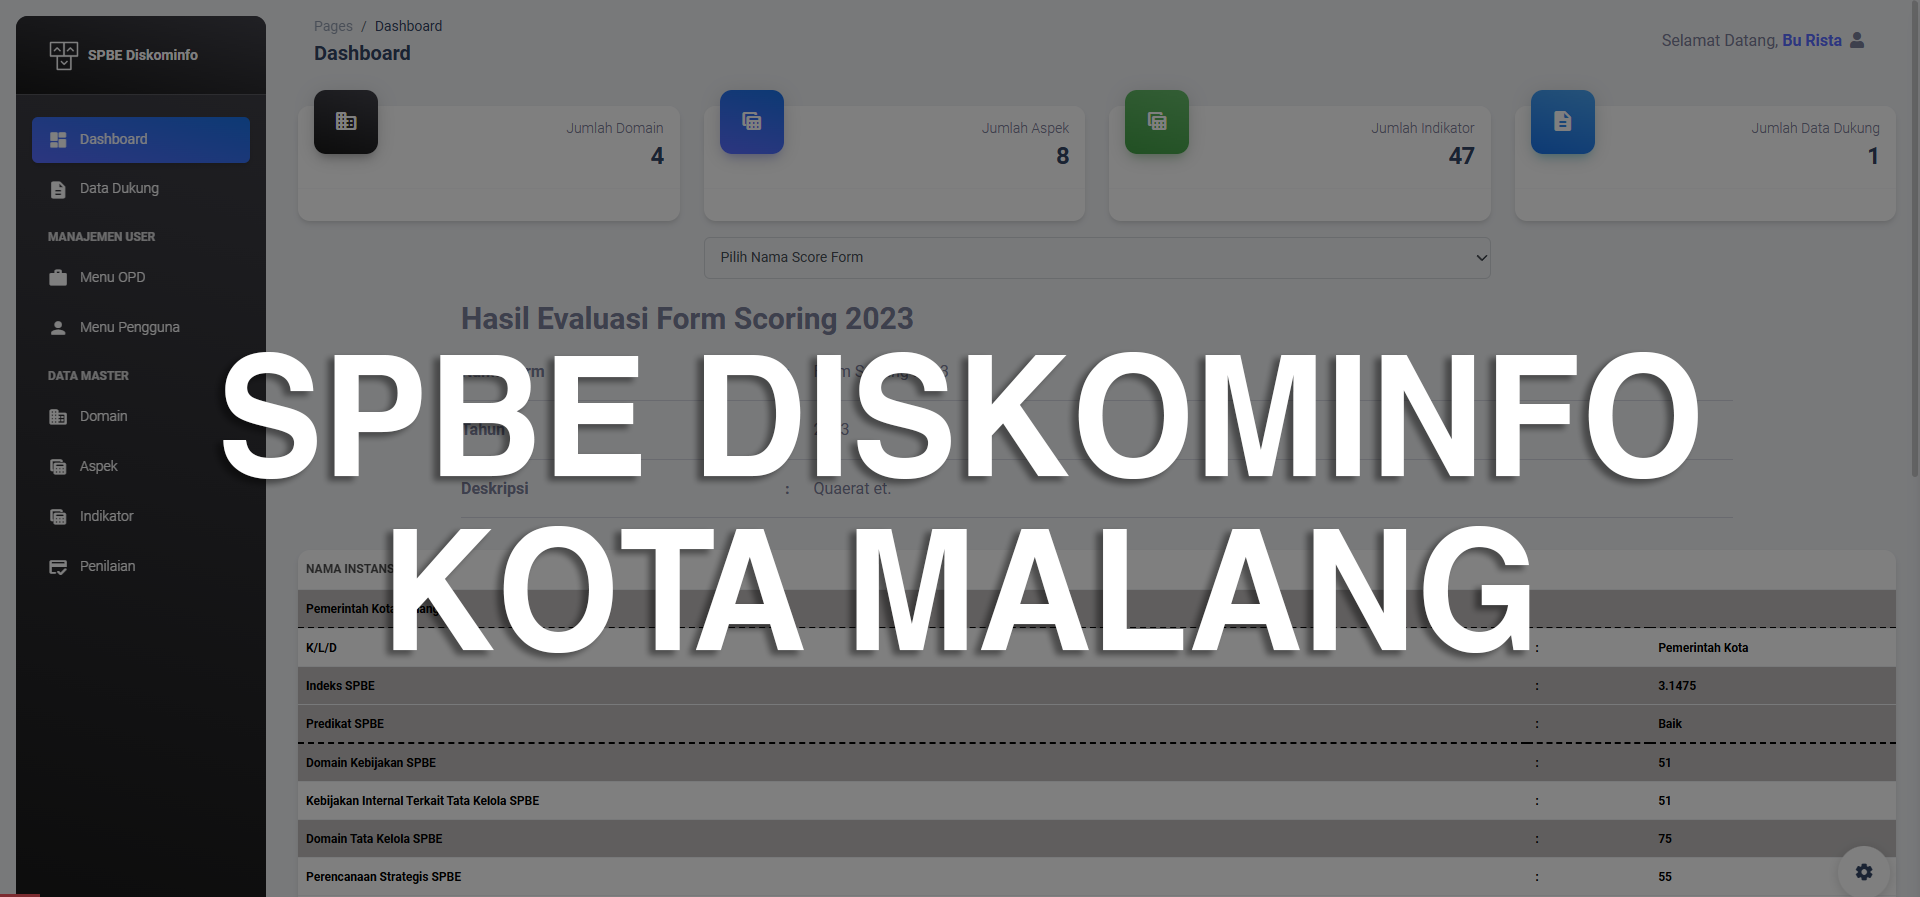 SPBE Diskominfo
Dashboard
Data Dukung
MANAJEMEN USER
Menu OPD
Menu Pengguna
DATA MASTER
Domain
Aspek
Indikator
Penilaian
Pages / Dashboard
Dashboard
Selamat Datang, Bu Rista
Jumlah Domain
4
Jumlah Aspek
8
Jumlah Indikator
47
Jumlah Data Dukung
1
Pilih Nama Score Form
Hasil Evaluasi Form Scoring 2023
SPBE DISKOMINFO
KOTA MALANG
Tahun
Deskripsi : Quaerat et.
Pemerintah Kota
K/L/D : Pemerintah Kota
Indeks SPBE : 3.1475
Predikat SPBE : Baik
Domain Kebijakan SPBE : 51
Kebijakan Internal Terkait Tata Kelola SPBE : 51
Domain Tata Kelola SPBE : 75
Perencanaan Strategis SPBE : 55